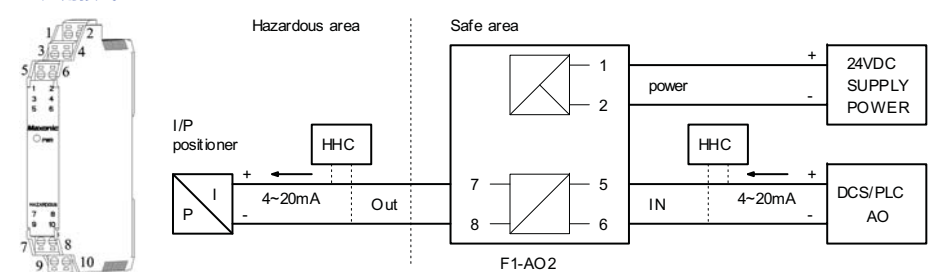 1 2
3 4
5 6
1 2
3 4
5 6
Maxonic
PWR
HAZARDOUS
7 8
9 10
7 8
9 10
Hazardous area
Safe area
I/P
positioner
HHC
+
4~20mA
Out
-
I
P
7
8
1
2
5
6
F1-AO2
power
+
-
24VDC
SUPPLY
POWER
HHC
IN
4~20mA
+
-
DCS/PLC
AO